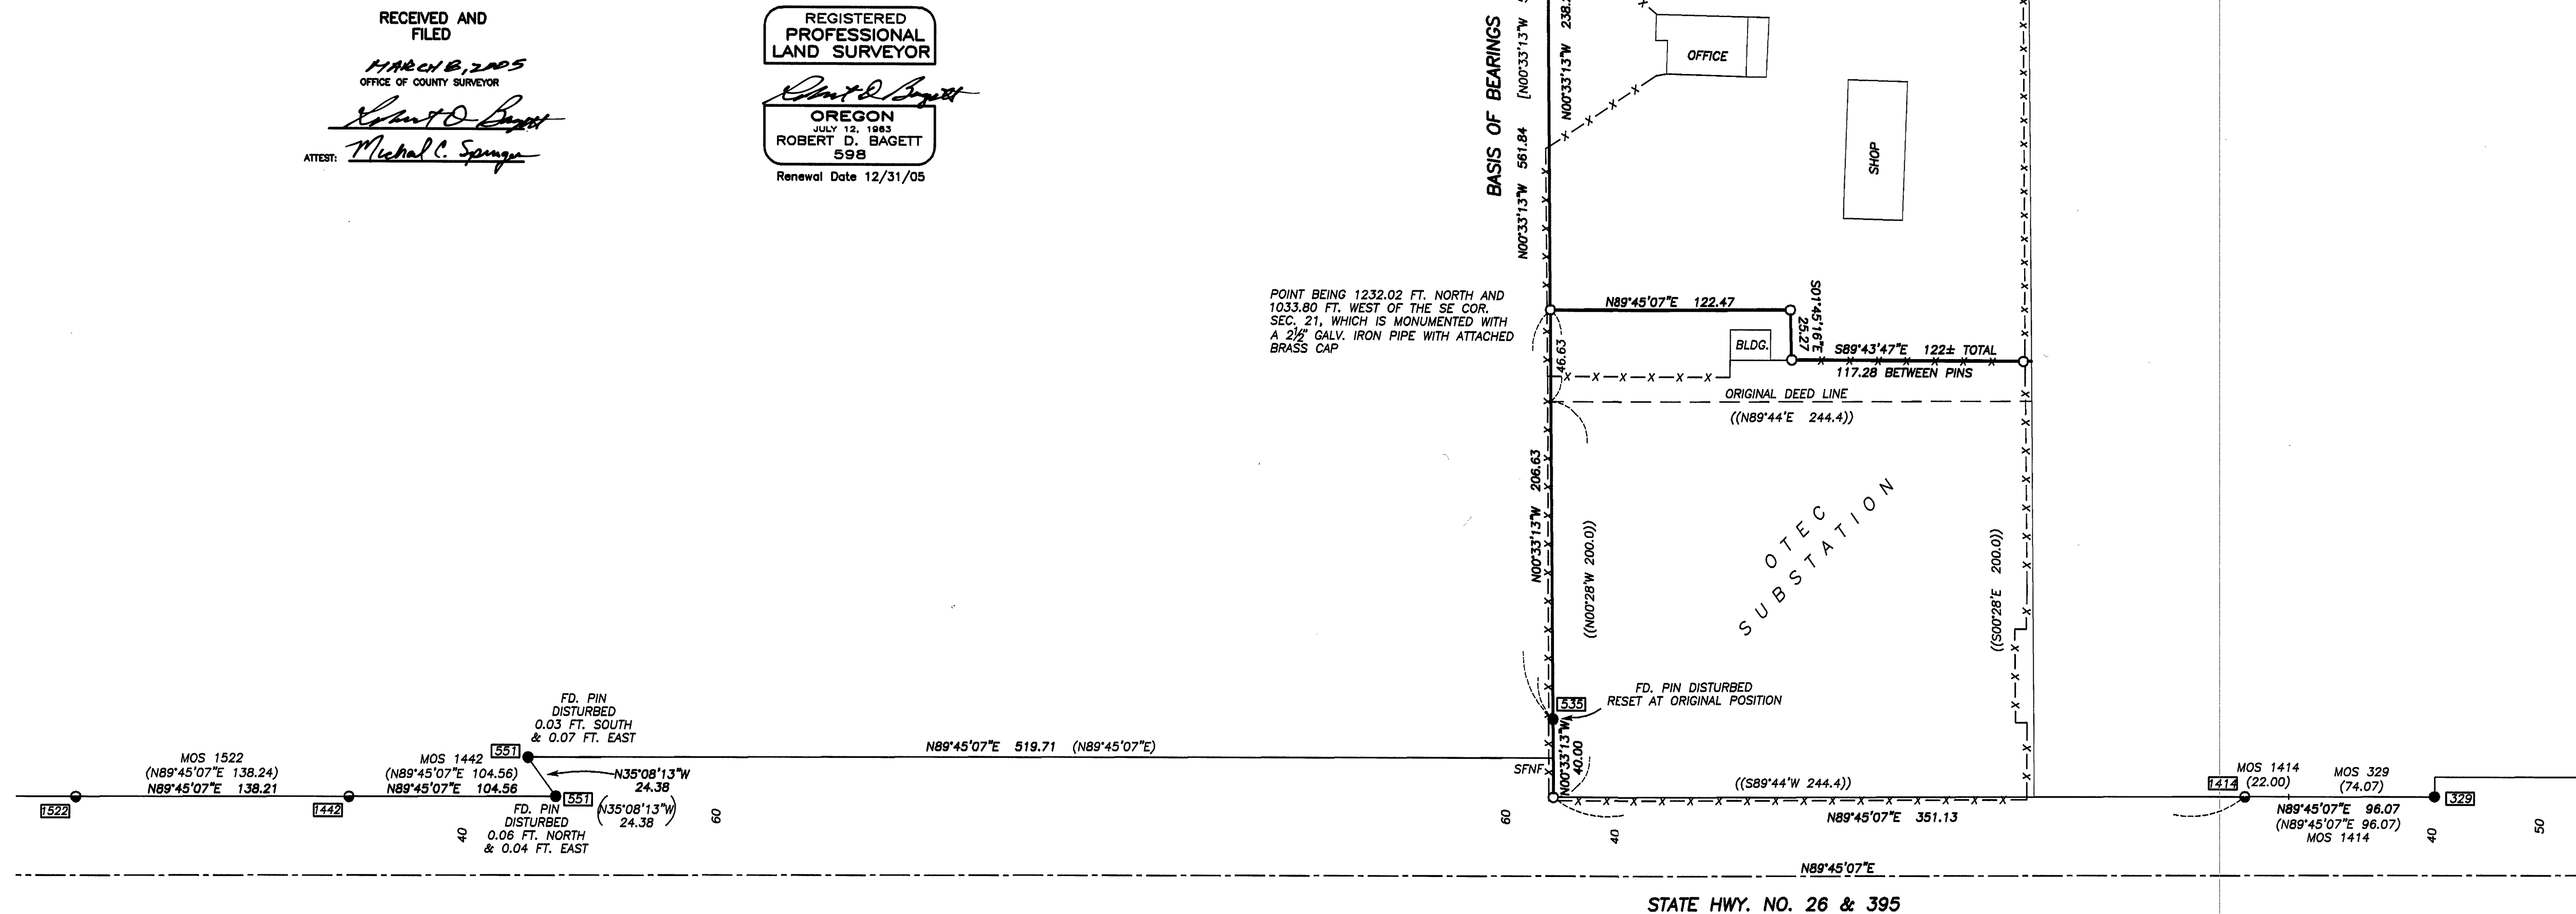 RECEIVED AND
FILED
MARCH 8, 2005
OFFICE OF COUNTY SURVEYOR
Robert D Bagett
ATTEST: Michal C. Springer
REGISTERED
PROFESSIONAL
LAND SURVEYOR
Robert D Bagett
OREGON
JULY 12, 1963
ROBERT D. BAGETT
598
Renewal Date 12/31/05
BASIS OF BEARINGS
N00°33'13"W 561.84 [N00°33'13"W
N00°33'13"W 238.
OFFICE
SHOP
POINT BEING 1232.02 FT. NORTH AND
1033.80 FT. WEST OF THE SE COR.
SEC. 21, WHICH IS MONUMENTED WITH
A 2½" GALV. IRON PIPE WITH ATTACHED
BRASS CAP
N89°45'07"E 122.47
S01°45'16"E
25.27
BLDG.
S89°43'47"E 122± TOTAL
117.28 BETWEEN PINS
46.63
ORIGINAL DEED LINE
((N89°44'E 244.4))
N00°33'13"W 206.63
((N00°28'W 200.0))
OTEC
SUBSTATION
((S00°28'E 200.0))
535
FD. PIN DISTURBED
RESET AT ORIGINAL POSITION
N00°33'13"W
40.00
SFNF
((S89°44'W 244.4))
N89°45'07"E 351.13
FD. PIN
DISTURBED
0.03 FT. SOUTH
& 0.07 FT. EAST
551
N89°45'07"E 519.71 (N89°45'07"E)
MOS 1522
(N89°45'07"E 138.24)
N89°45'07"E 138.21
MOS 1442
(N89°45'07"E 104.56)
N89°45'07"E 104.56
N35°08'13"W
24.38
1522
1442
551
(N35°08'13"W
24.38)
FD. PIN
DISTURBED
0.06 FT. NORTH
& 0.04 FT. EAST
40
60
60
40
1414
MOS 1414
(22.00)
MOS 329
(74.07)
N89°45'07"E 96.07
(N89°45'07"E 96.07)
MOS 1414
329
40
50
N89°45'07"E
STATE HWY. NO. 26 & 395